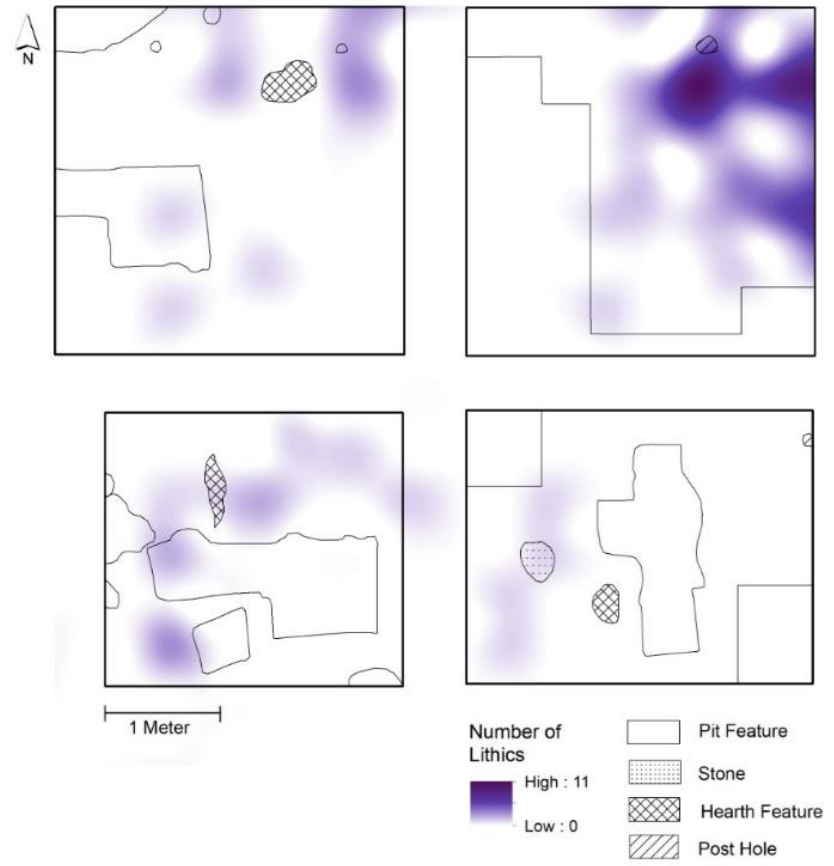 N
1 Meter
Number of
Lithics
High : 11
Low : 0
Pit Feature
Stone
Hearth Feature
Post Hole